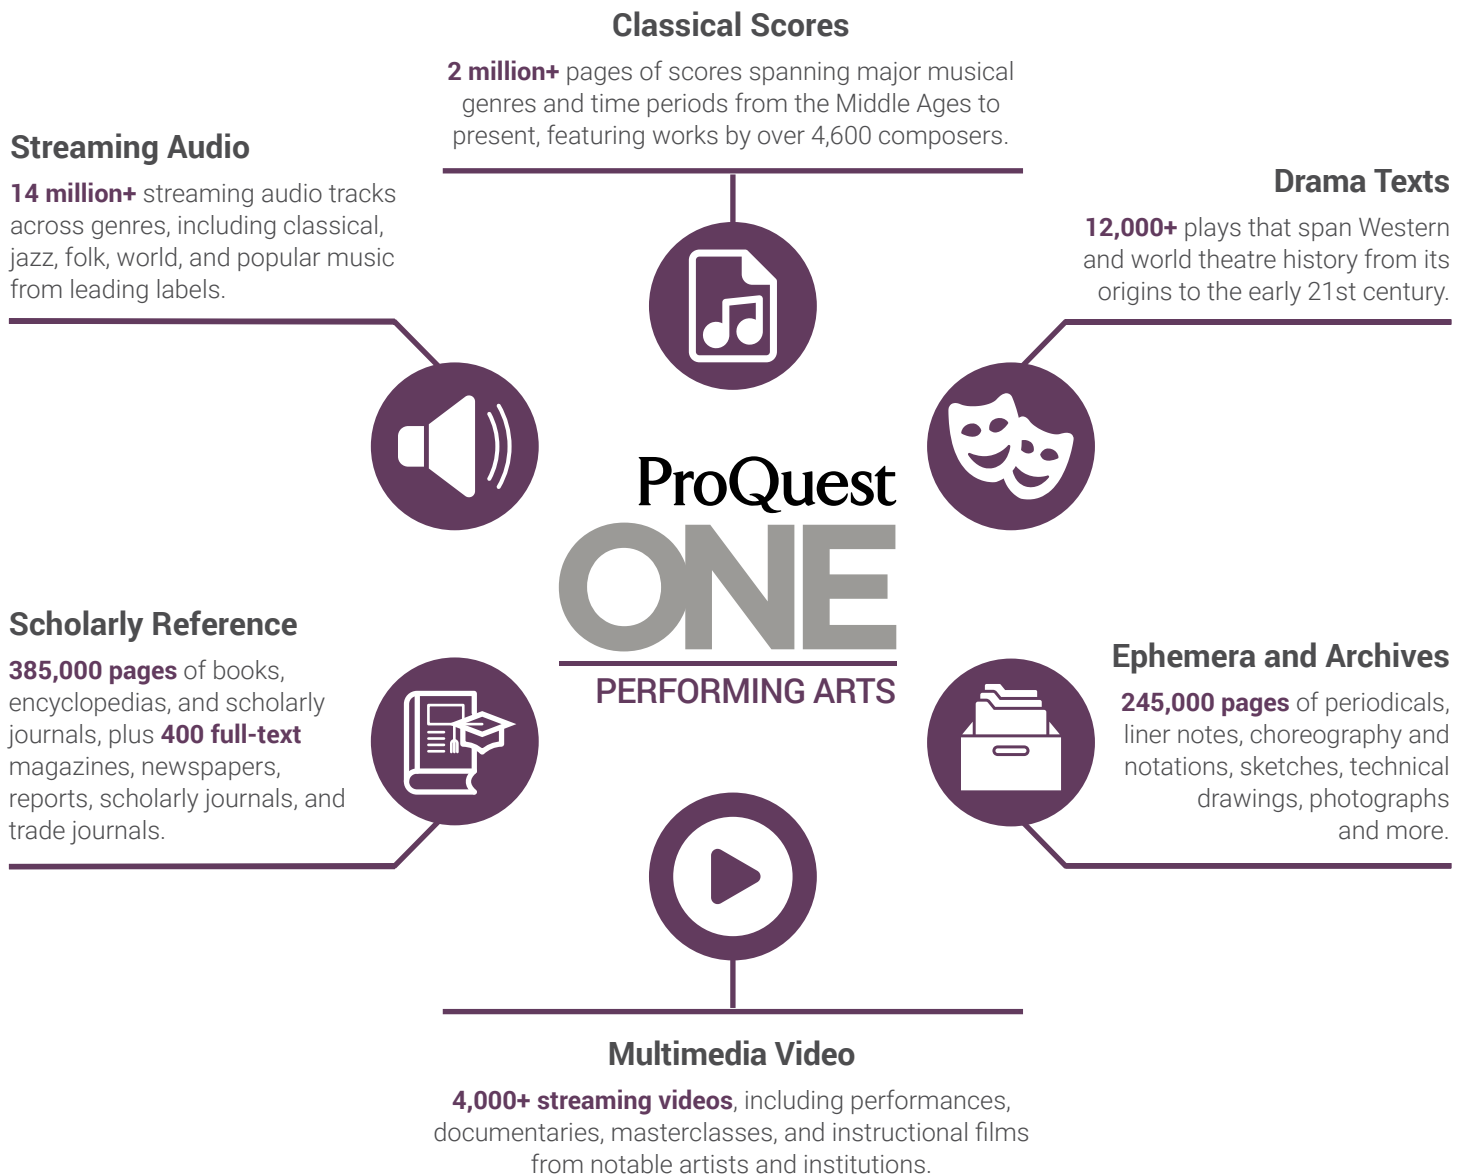 Classical Scores
2 million+ pages of scores spanning major musical
genres and time periods from the Middle Ages to
present, featuring works by over 4,600 composers.
Streaming Audio
14 million+ streaming audio tracks
across genres, including classical,
jazz, folk, world, and popular music
from leading labels.
Drama Texts
12,000+ plays that span Western
and world theatre history from its
origins to the early 21st century.
ProQuest
ONE
PERFORMING ARTS
Scholarly Reference
385,000 pages of books,
encyclopedias, and scholarly
journals, plus 400 full-text
magazines, newspapers,
reports, scholarly journals, and
trade journals.
Ephemera and Archives
245,000 pages of periodicals,
liner notes, choreography and
notations, sketches, technical
drawings, photographs
and more.
Multimedia Video
4,000+ streaming videos, including performances,
documentaries, masterclasses, and instructional films
from notable artists and institutions.